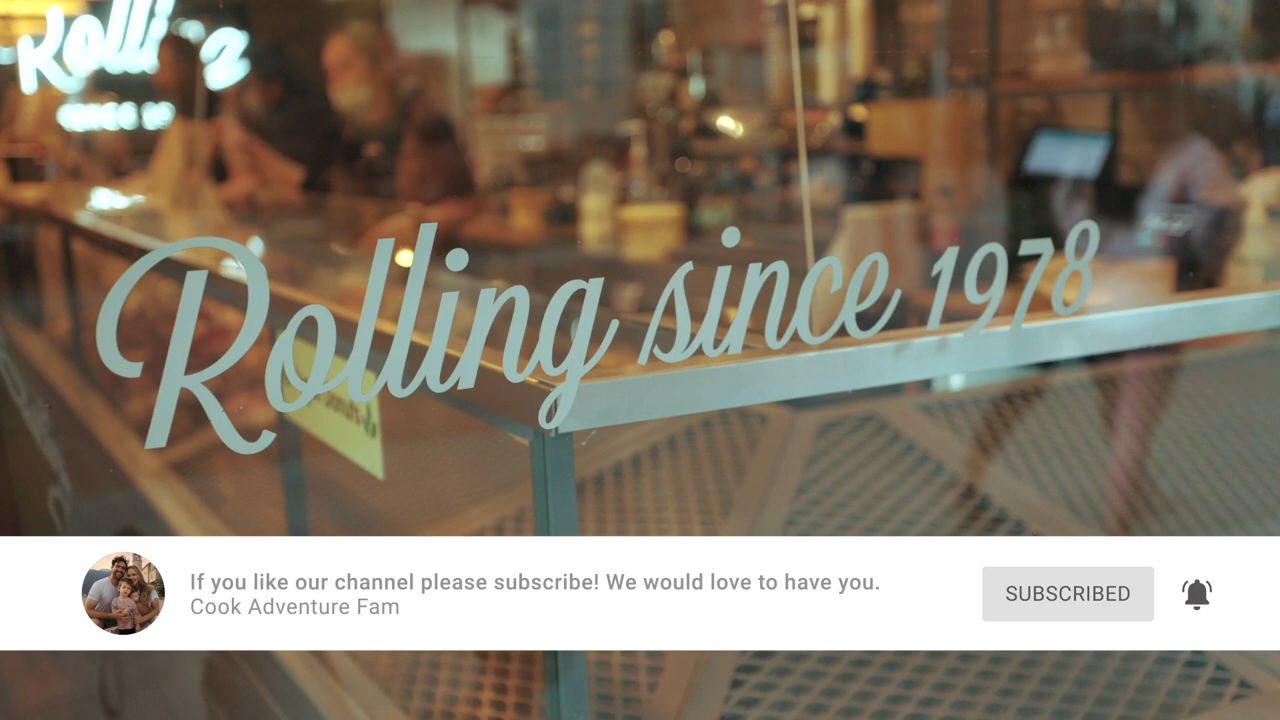 Rolling since 1978
If you like our channel please subscribe! We would love to have you.
Cook Adventure Fam
SUBSCRIBED